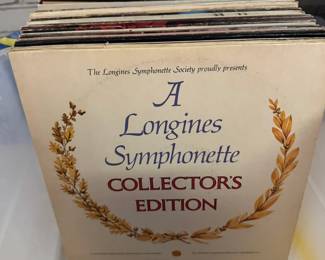 The Longines Symphonette Society proudly presents
A
Longines
Symphonette
COLLECTOR'S
EDITION